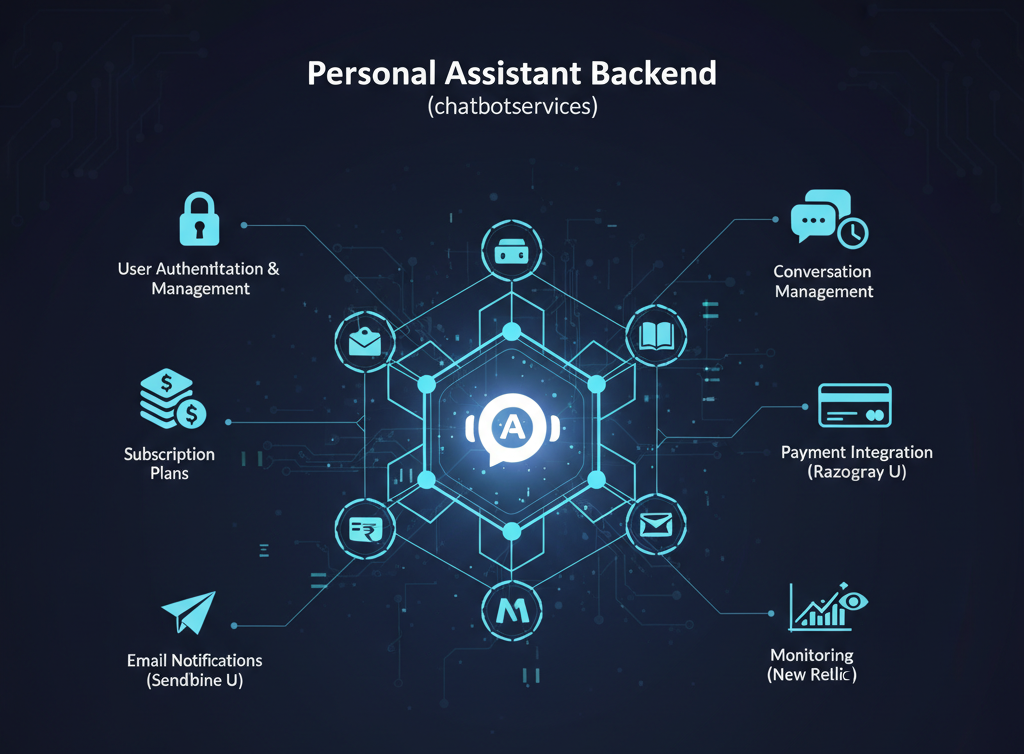 Personal Assistant Backend
(chatbotservices)
User Authentitation &
Management
Conversation
Management
Subscription
Plans
Payment Integration
(Razogray U)
Email Notifications
(Sendbine U)
Monitoring
(New Rellic)
A